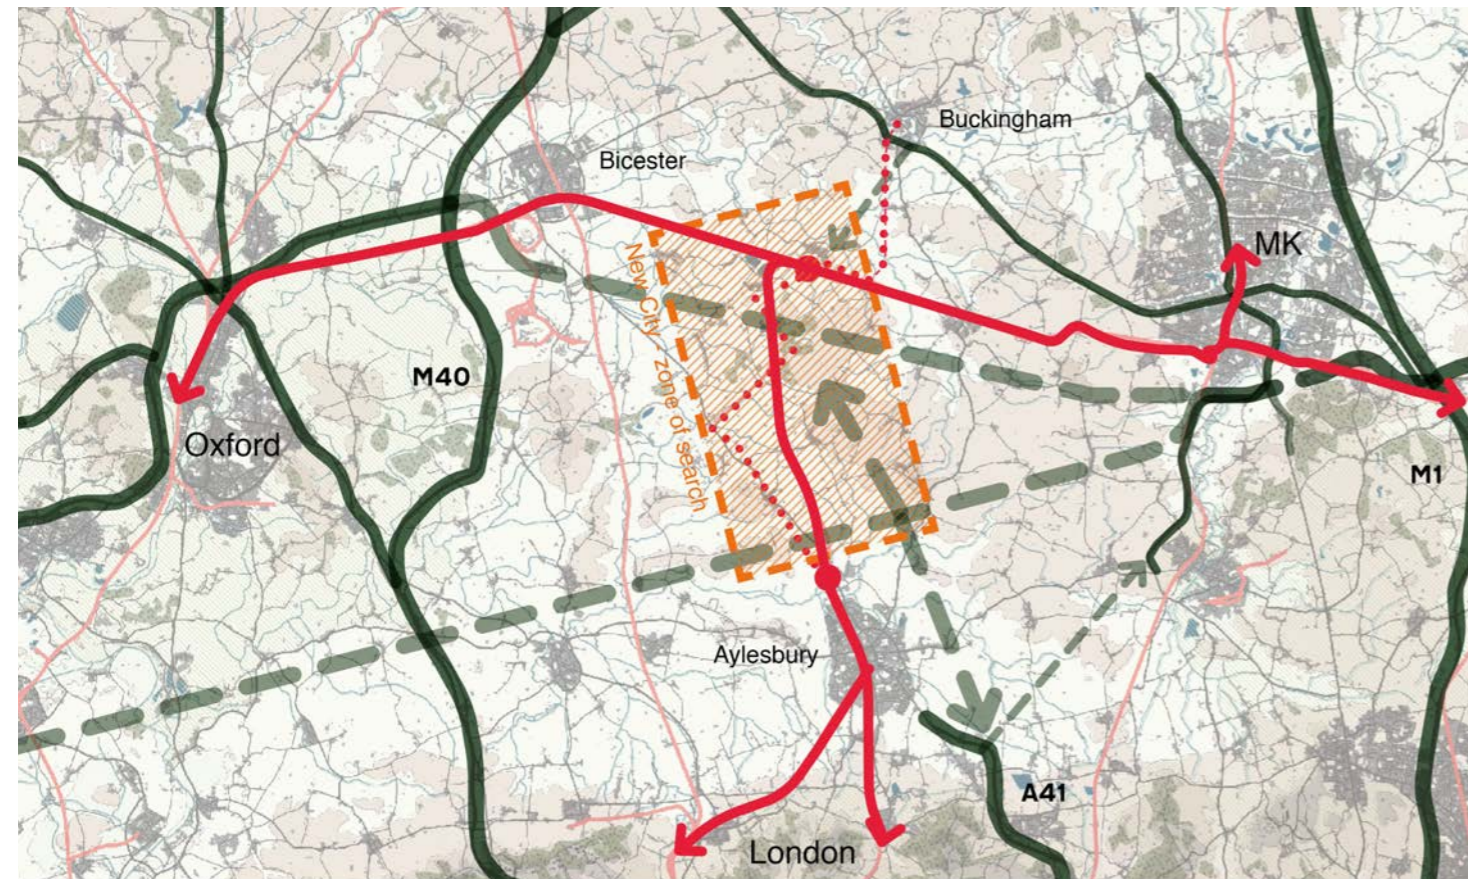 Buckingham
Bicester
MK
New City zone of search
M40
Oxford
M1
Aylesbury
A41
London